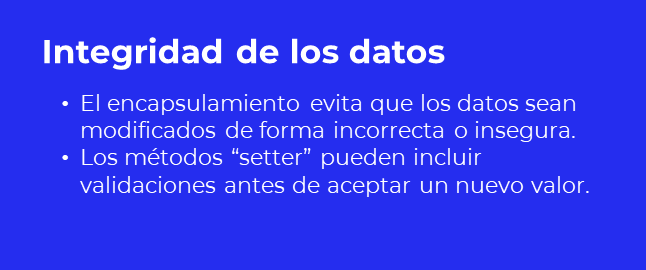 Integridad de los datos
• El encapsulamiento evita que los datos sean
modificados de forma incorrecta o insegura.
• Los métodos “setter” pueden incluir
validaciones antes de aceptar un nuevo valor.